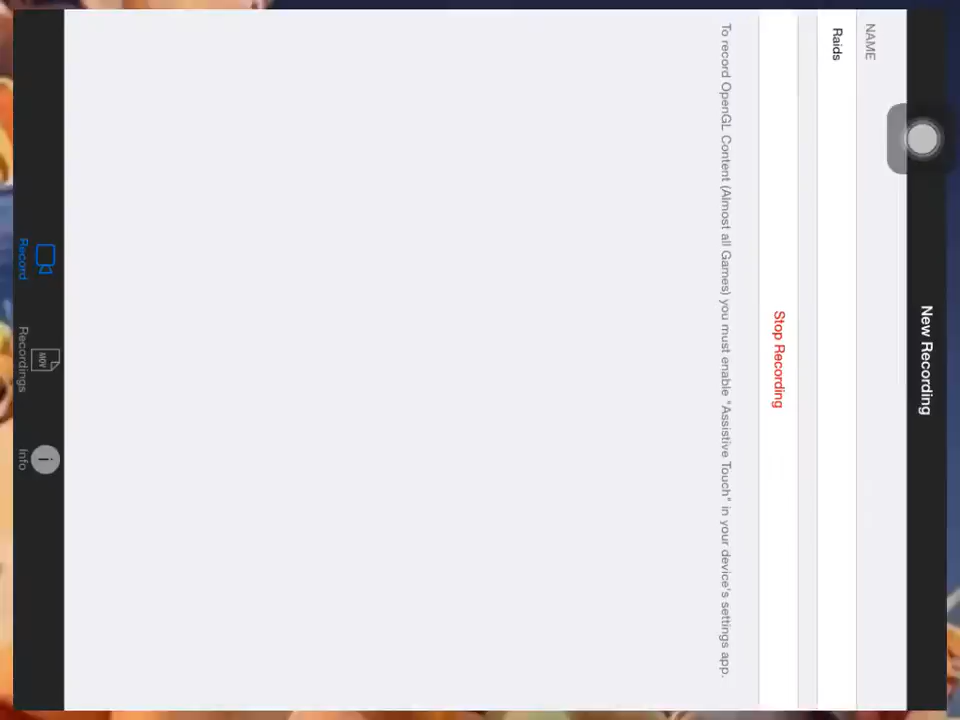 New Recording
NAME
Raids
Stop Recording
To record OpenGL Content (Almost all Games) you must enable "Assistive Touch" in your device's settings app.
MOV
Record
Recordings
Info